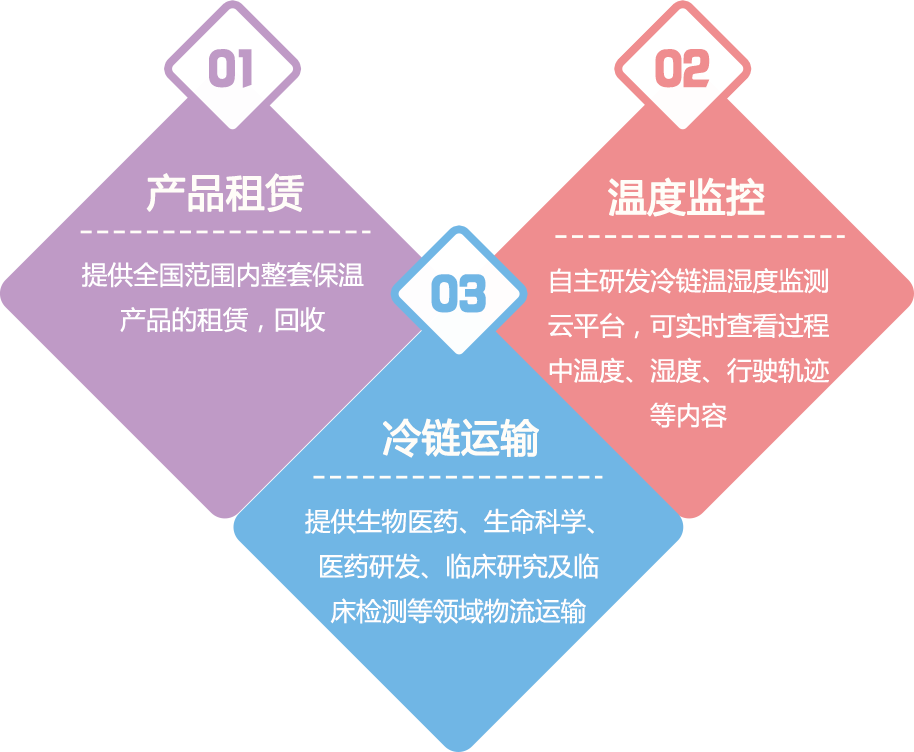 01
产品租赁
提供全国范围内整套保温
产品的租赁，回收
02
温度监控
自主研发冷链温湿度监测
云平台，可实时查看过程
中温度、湿度、行驶轨迹
等内容
03
冷链运输
提供生物医药、生命科学、
医药研发、临床研究及临
床检测等领域物流运输